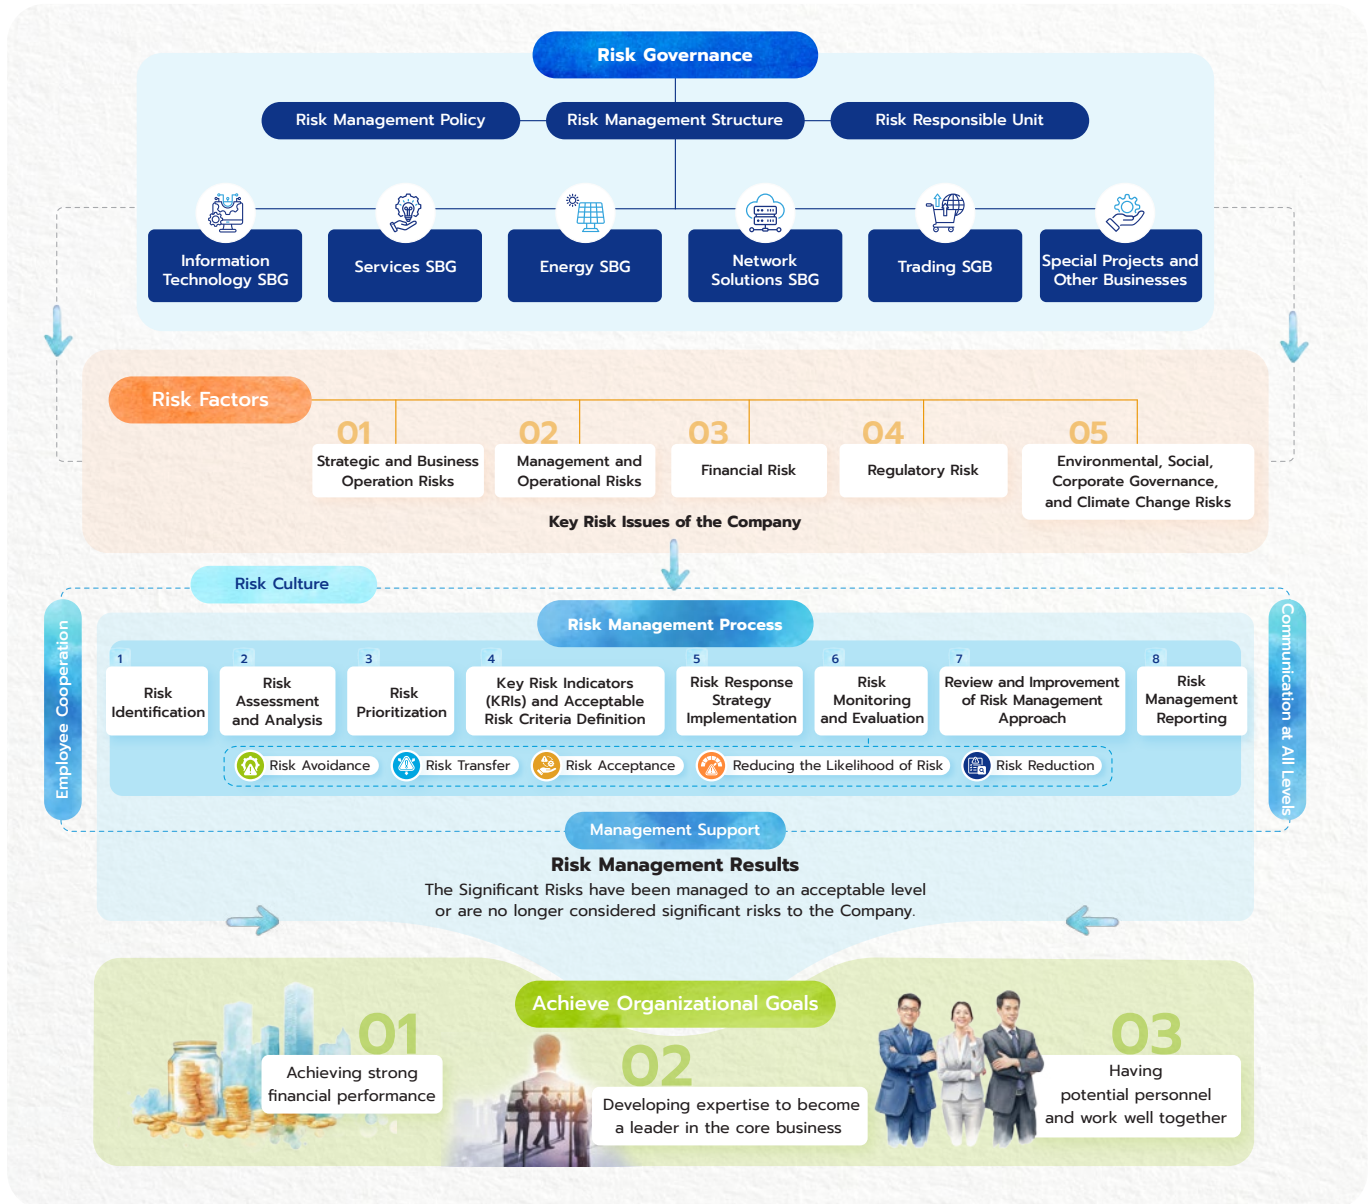 Risk Governance
Risk Management Policy
Risk Management Structure
Risk Responsible Unit
Information
Technology SBG
Services SBG
Energy SBG
Network
Solutions SBG
Trading SGB
Special Projects and
Other Businesses
Risk Factors
01
Strategic and Business
Operation Risks
02
Management and
Operational Risks
03
Financial Risk
04
Regulatory Risk
05
Environmental, Social,
Corporate Governance,
and Climate Change Risks
Key Risk Issues of the Company
Risk Culture
Employee Cooperation
Communication at All Levels
Risk Management Process
1
Risk
Identification
2
Risk
Assessment
and Analysis
3
Risk
Prioritization
4
Key Risk Indicators
(KRIs) and Acceptable
Risk Criteria Definition
5
Risk Response
Strategy
Implementation
6
Risk
Monitoring
and Evaluation
7
Review and Improvement
of Risk Management
Approach
8
Risk
Management
Reporting
Risk Avoidance
Risk Transfer
Risk Acceptance
Reducing the Likelihood of Risk
Risk Reduction
Management Support
Risk Management Results
The Significant Risks have been managed to an acceptable level
or are no longer considered significant risks to the Company.
Achieve Organizational Goals
01
Achieving strong
financial performance
02
Developing expertise to become
a leader in the core business
03
Having
potential personnel
and work well together